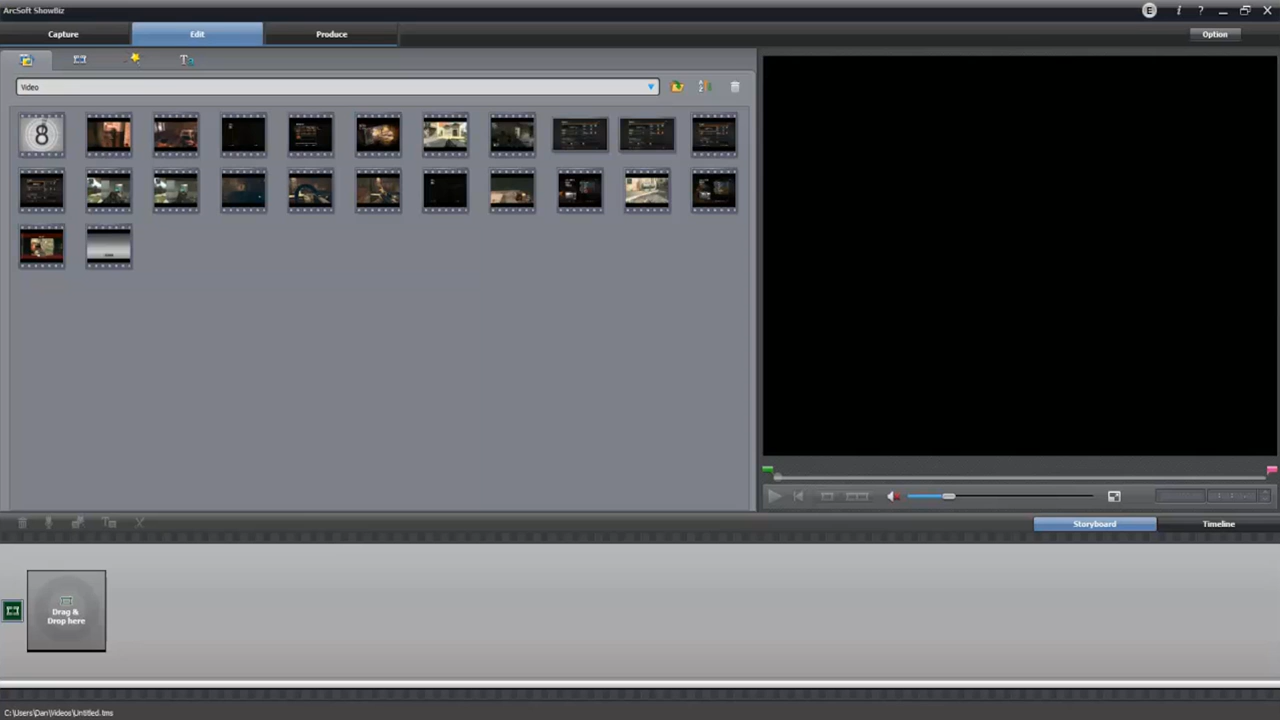 ArcSoft ShowBiz
Capture
Edit
Produce
Option
Video
8
Storyboard
Timeline
Drag &
Drop here
C:\Users\Dan\Videos\Untitled.tms